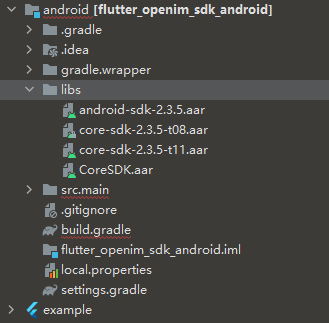 android [flutter_openim_sdk_android]
.gradle
.idea
gradle.wrapper
libs
android-sdk-2.3.5.aar
core-sdk-2.3.5-t08.aar
core-sdk-2.3.5-t11.aar
CoreSDK.aar
src.main
.gitignore
build.gradle
flutter_openim_sdk_android.iml
local.properties
settings.gradle
example